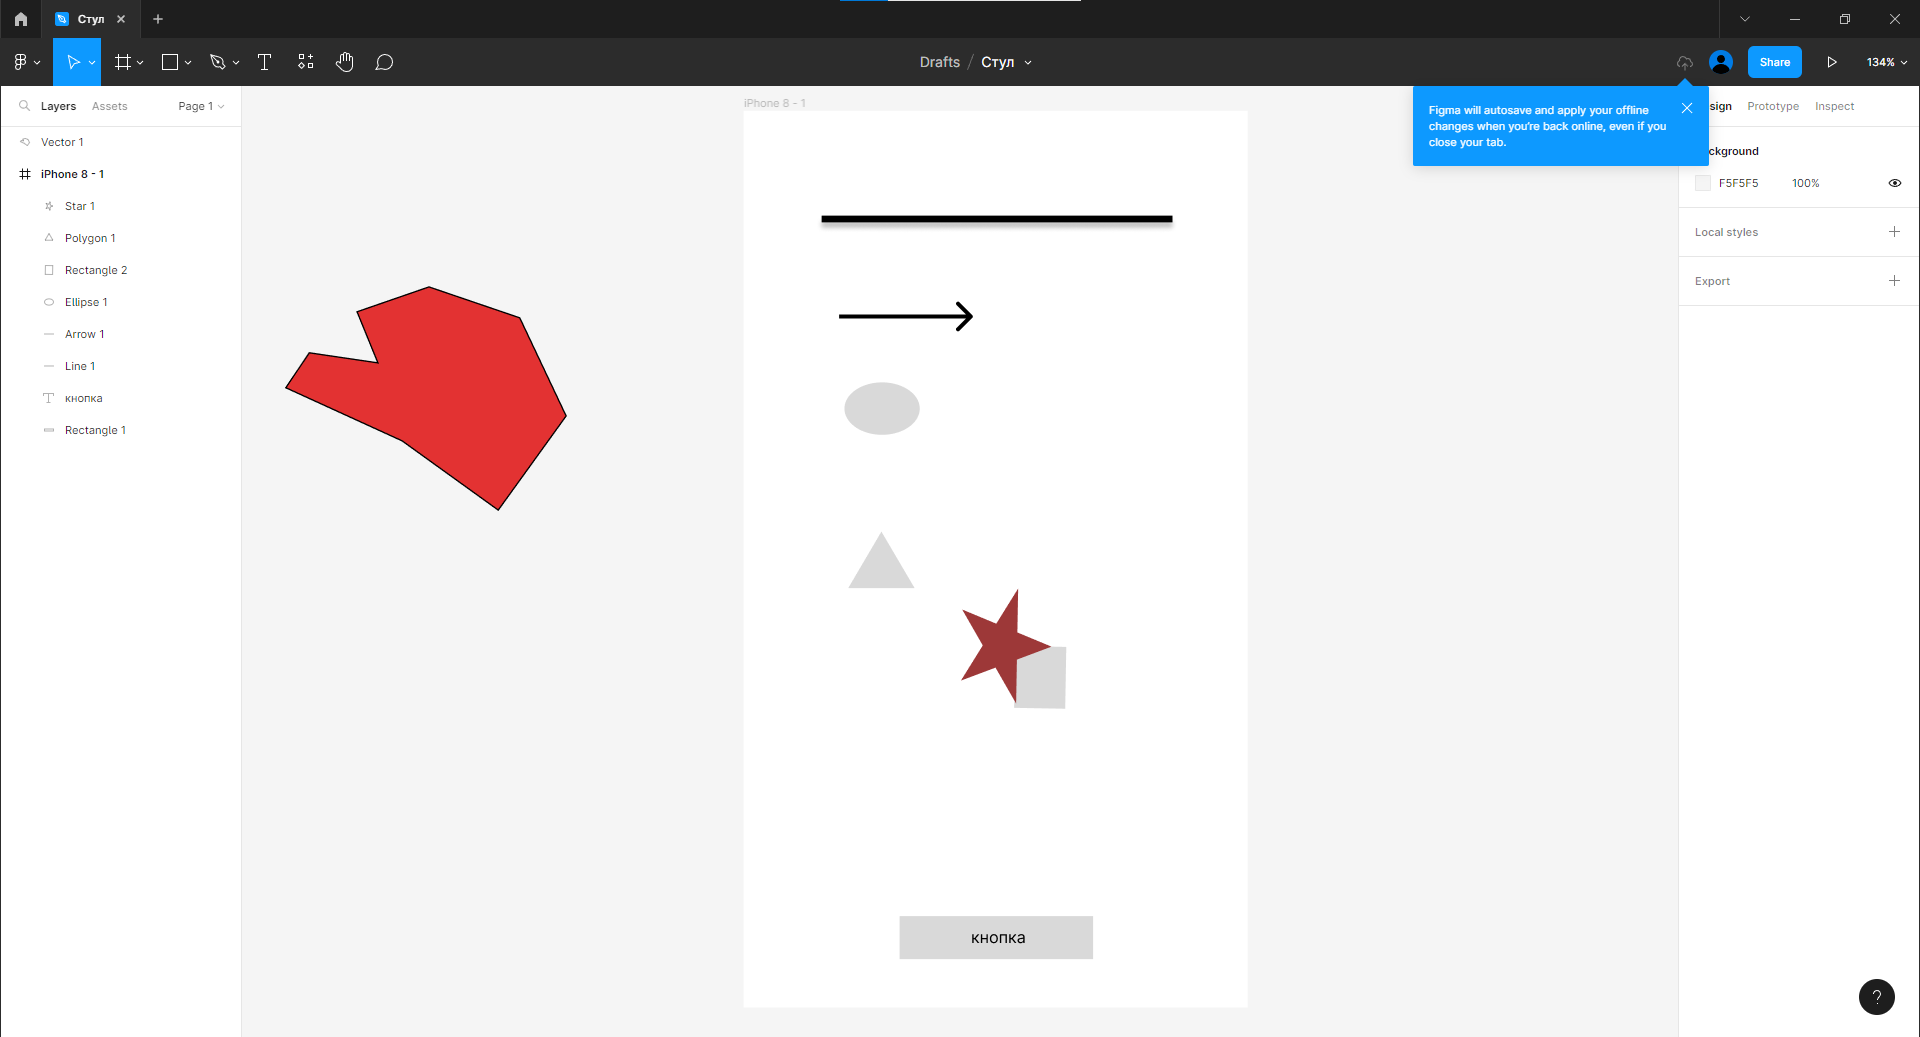 Стул
Drafts / Стул
Share
134%
Layers
Assets
Page 1
Vector 1
iPhone 8 - 1
Star 1
Polygon 1
Rectangle 2
Ellipse 1
Arrow 1
Line 1
кнопка
Rectangle 1
iPhone 8 - 1
кнопка
Figma will autosave and apply your offline
changes when you're back online, even if you
close your tab.
sign
Prototype
Inspect
ckground
F5F5F5
100%
Local styles
Export
?